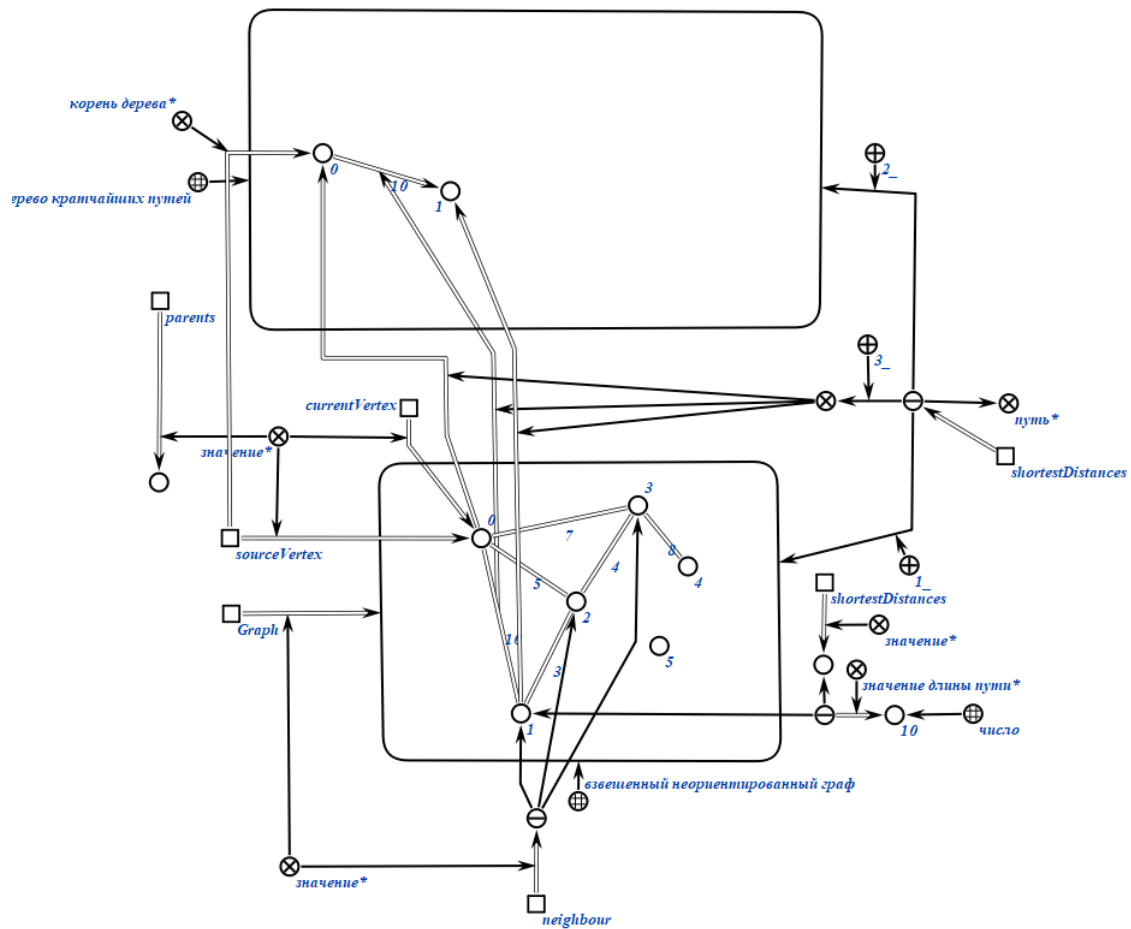 корень дерева*
0
10
2_
ерево кратчайших путей
1
parents
3_
currentVertex
путь*
значение*
shortestDistances
3
0
7
8
sourceVertex
4
5
4
1_
shortestDistances
2
Graph
10
5
значение*
3
значение длины пути*
1
10
число
взвешенный неориентированный граф
значение*
neighbour